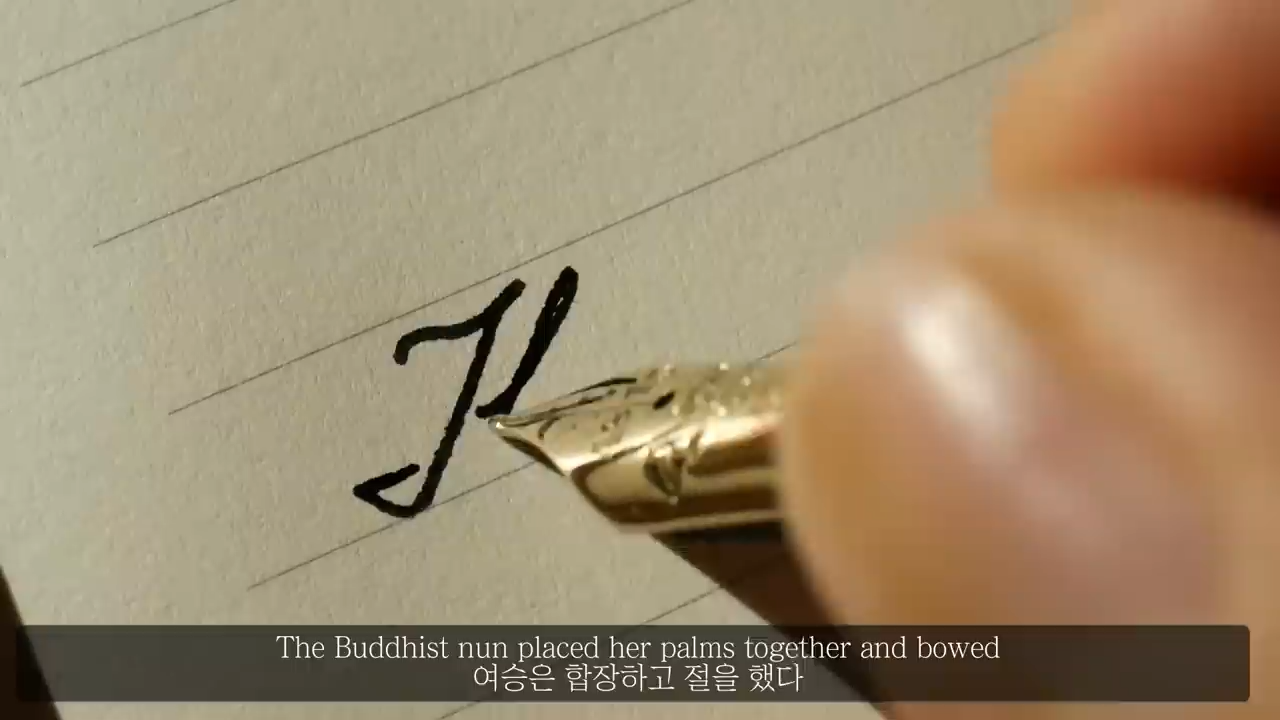 The Buddhist nun placed her palms together and bowed
여승은 합장하고 절을 했다